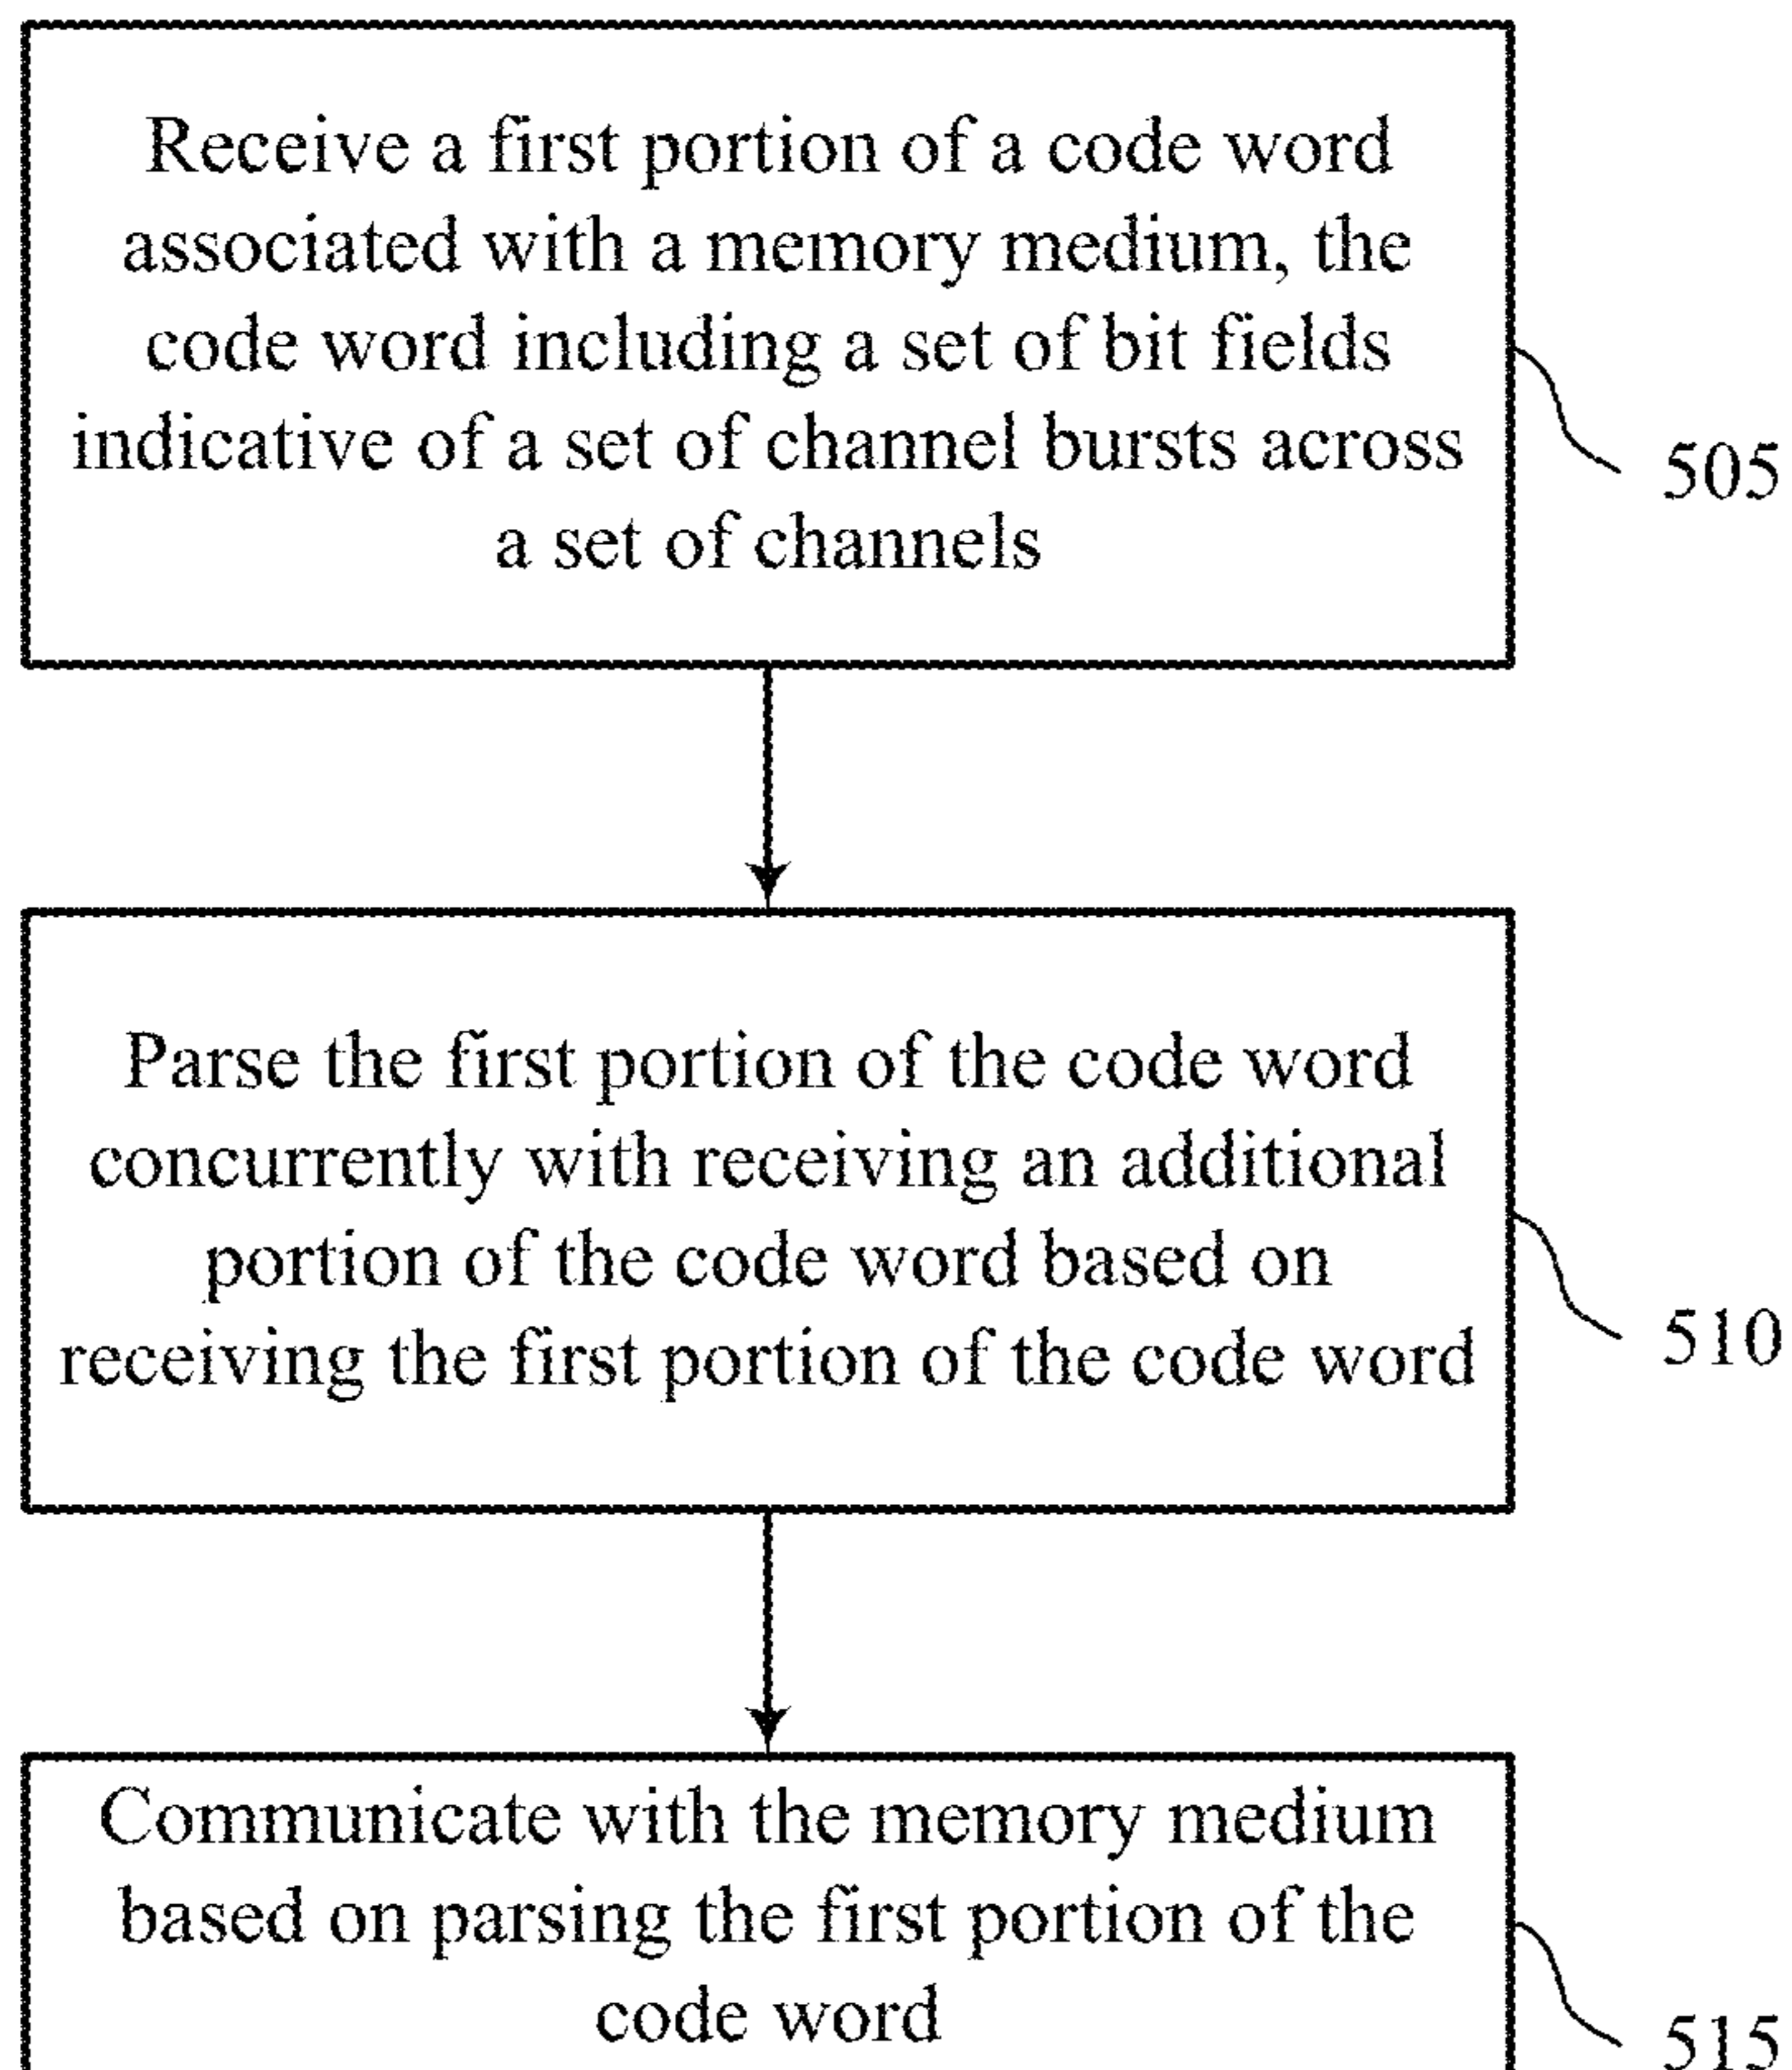 Receive a first portion of a code word
associated with a memory medium, the
code word including a set of bit fields
indicative of a set of channel bursts across
a set of channels
505
Parse the first portion of the code word
concurrently with receiving an additional
portion of the code word based on
receiving the first portion of the code word
510
Communicate with the memory medium
based on parsing the first portion of the
code word
515